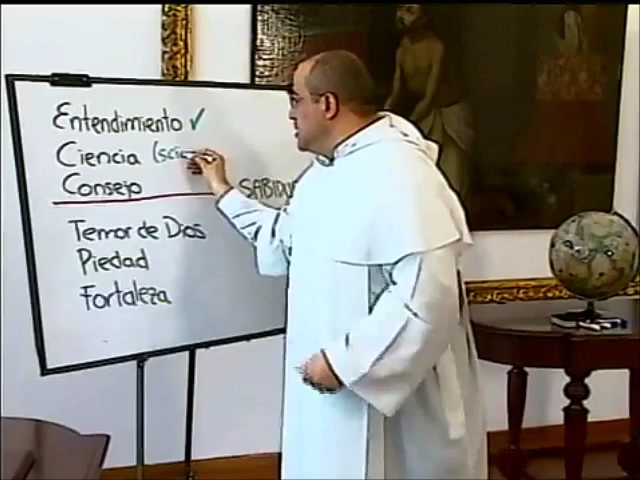 Entendimiento ✓
Ciencia (sci
Consejo
SABIDU
Temor de Dios
Piedad
Fortaleza